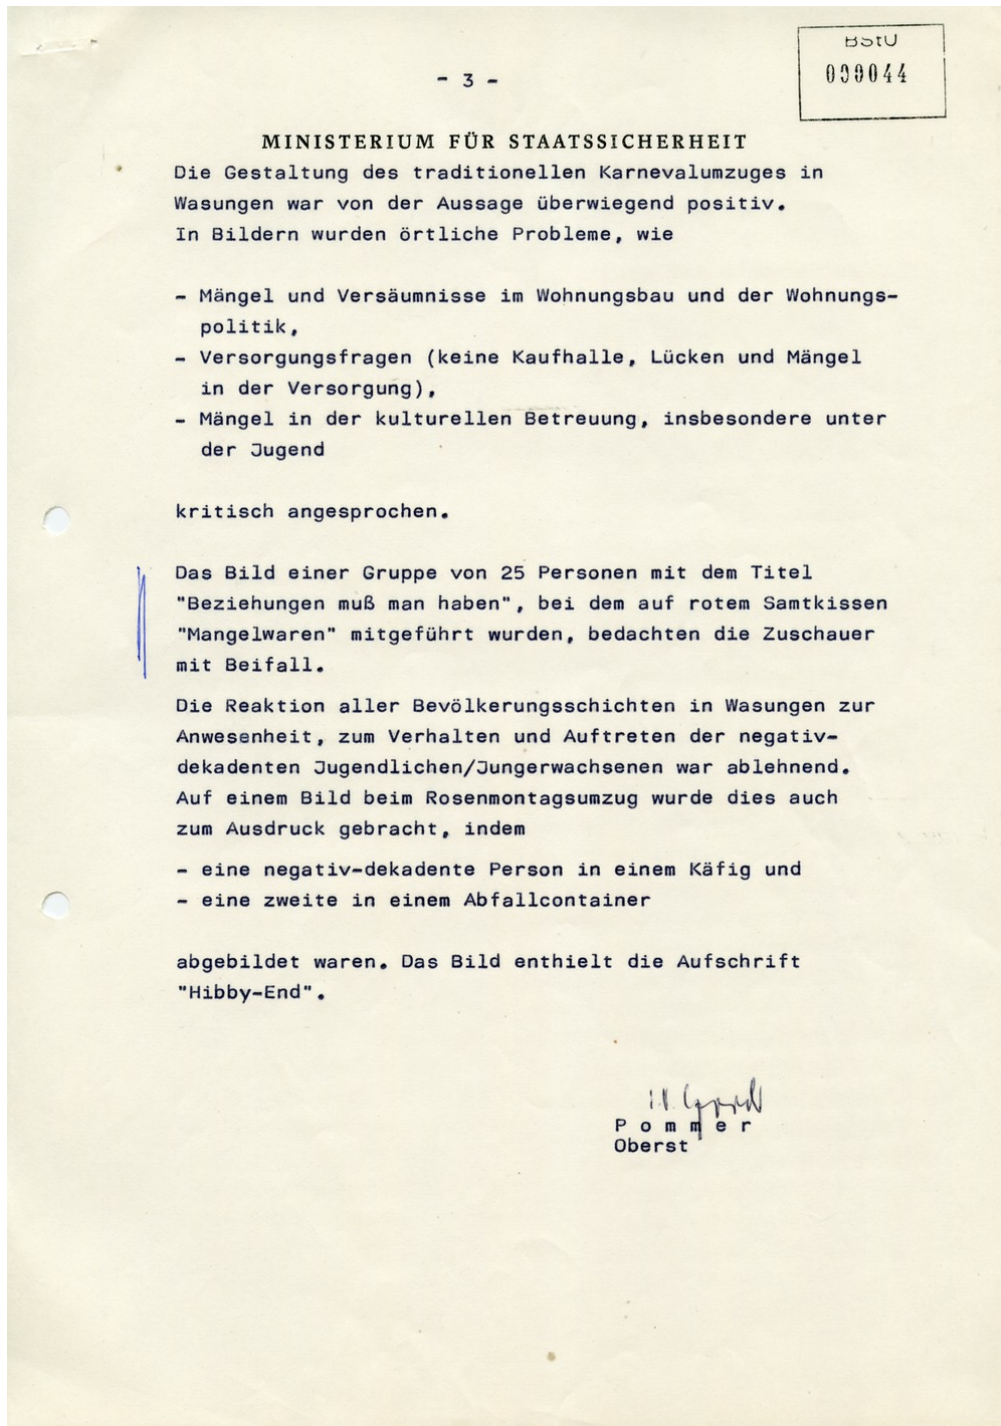 BStU
000044
- 3 -
MINISTERIUM FÜR STAATSSICHERHEIT
Die Gestaltung des traditionellen Karnevalumzuges in
Wasungen war von der Aussage überwiegend positiv.
In Bildern wurden örtliche Probleme, wie
- Mängel und Versäumnisse im Wohnungsbau und der Wohnungs-
politik,
- Versorgungsfragen (keine Kaufhalle, Lücken und Mängel
in der Versorgung),
- Mängel in der kulturellen Betreuung, insbesondere unter
der Jugend
kritisch angesprochen.
Das Bild einer Gruppe von 25 Personen mit dem Titel
"Beziehungen muß man haben", bei dem auf rotem Samtkissen
"Mangelwaren" mitgeführt wurden, bedachten die Zuschauer
mit Beifall.
Die Reaktion aller Bevölkerungsschichten in Wasungen zur
Anwesenheit, zum Verhalten und Auftreten der negativ-
dekadenten Jugendlichen/Jungerwachsenen war ablehnend.
Auf einem Bild beim Rosenmontagsumzug wurde dies auch
zum Ausdruck gebracht, indem
- eine negativ-dekadente Person in einem Käfig und
- eine zweite in einem Abfallcontainer
abgebildet waren. Das Bild enthielt die Aufschrift
"Hibby-End".
P o m m e r
Oberst